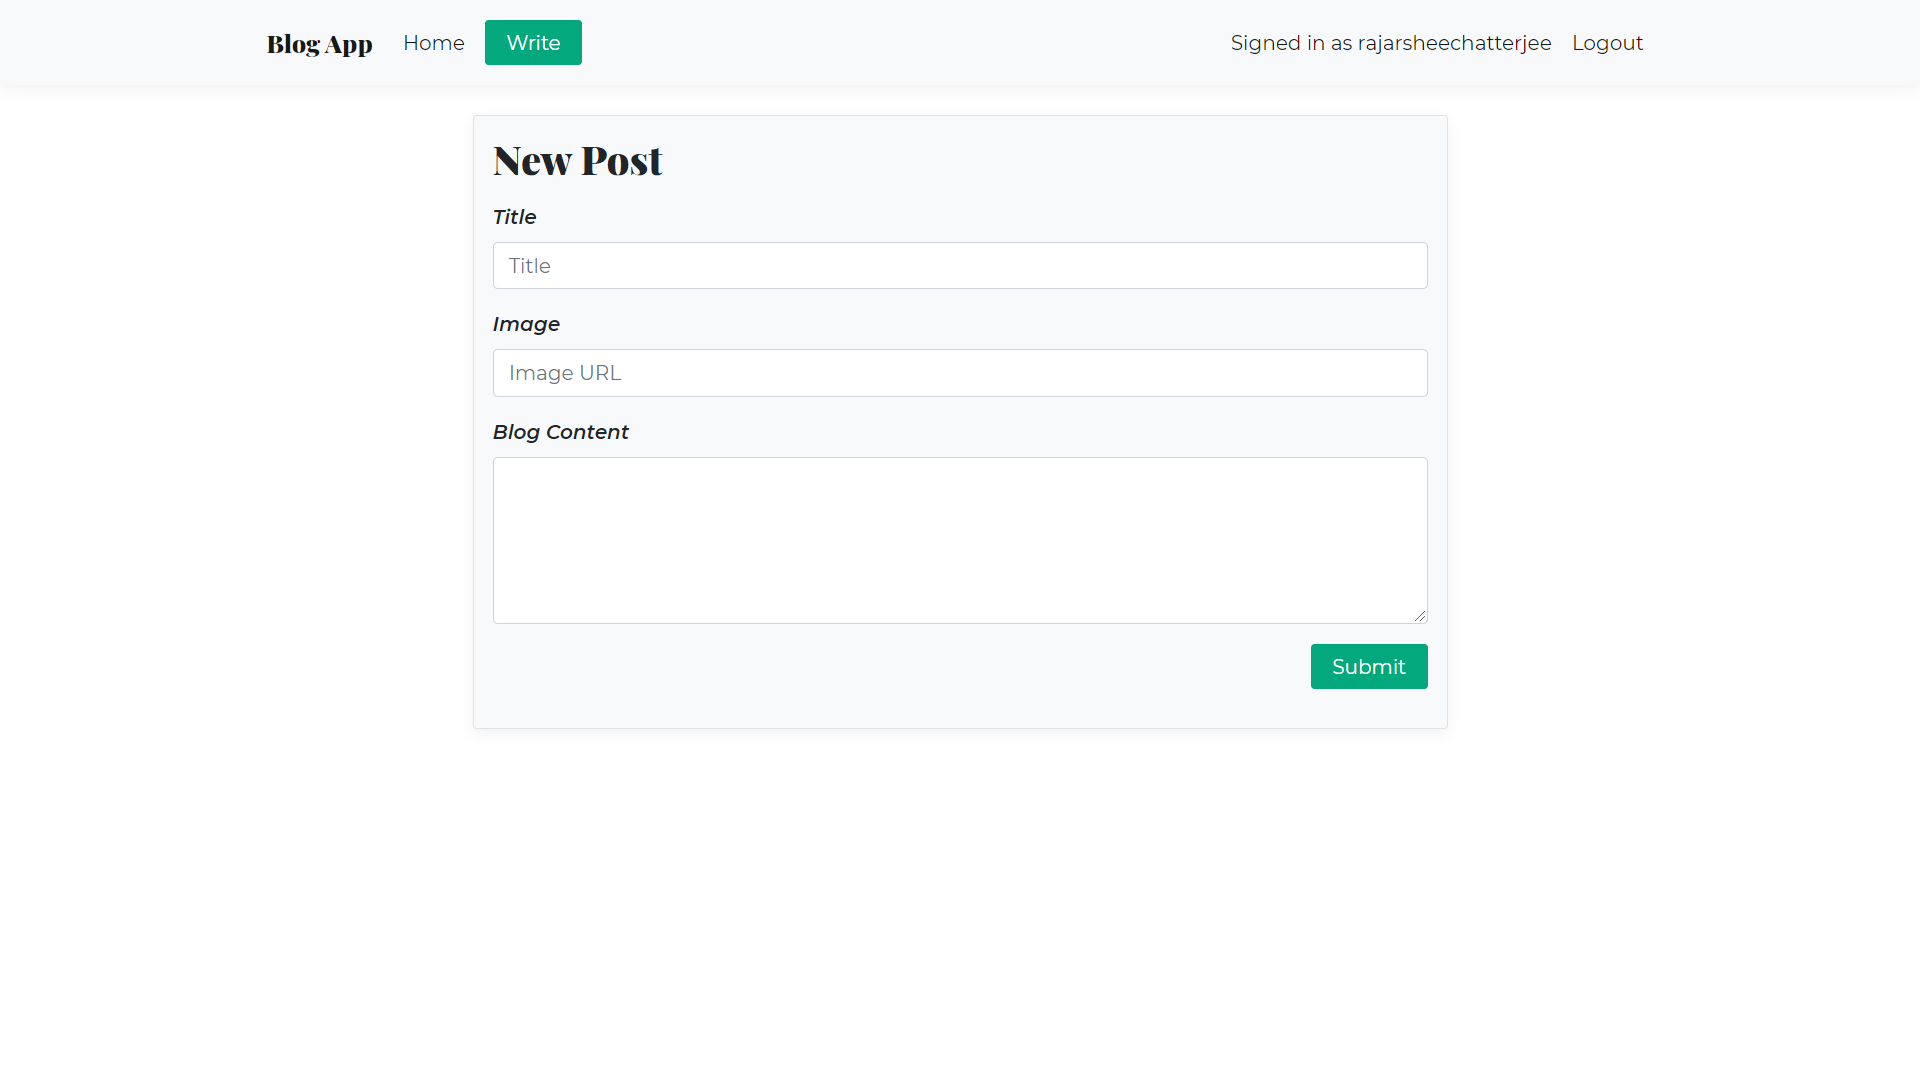 Blog App Home Write Signed in as rajarsheechatterjee Logout
New Post
Title
Title
Image
Image URL
Blog Content
Submit